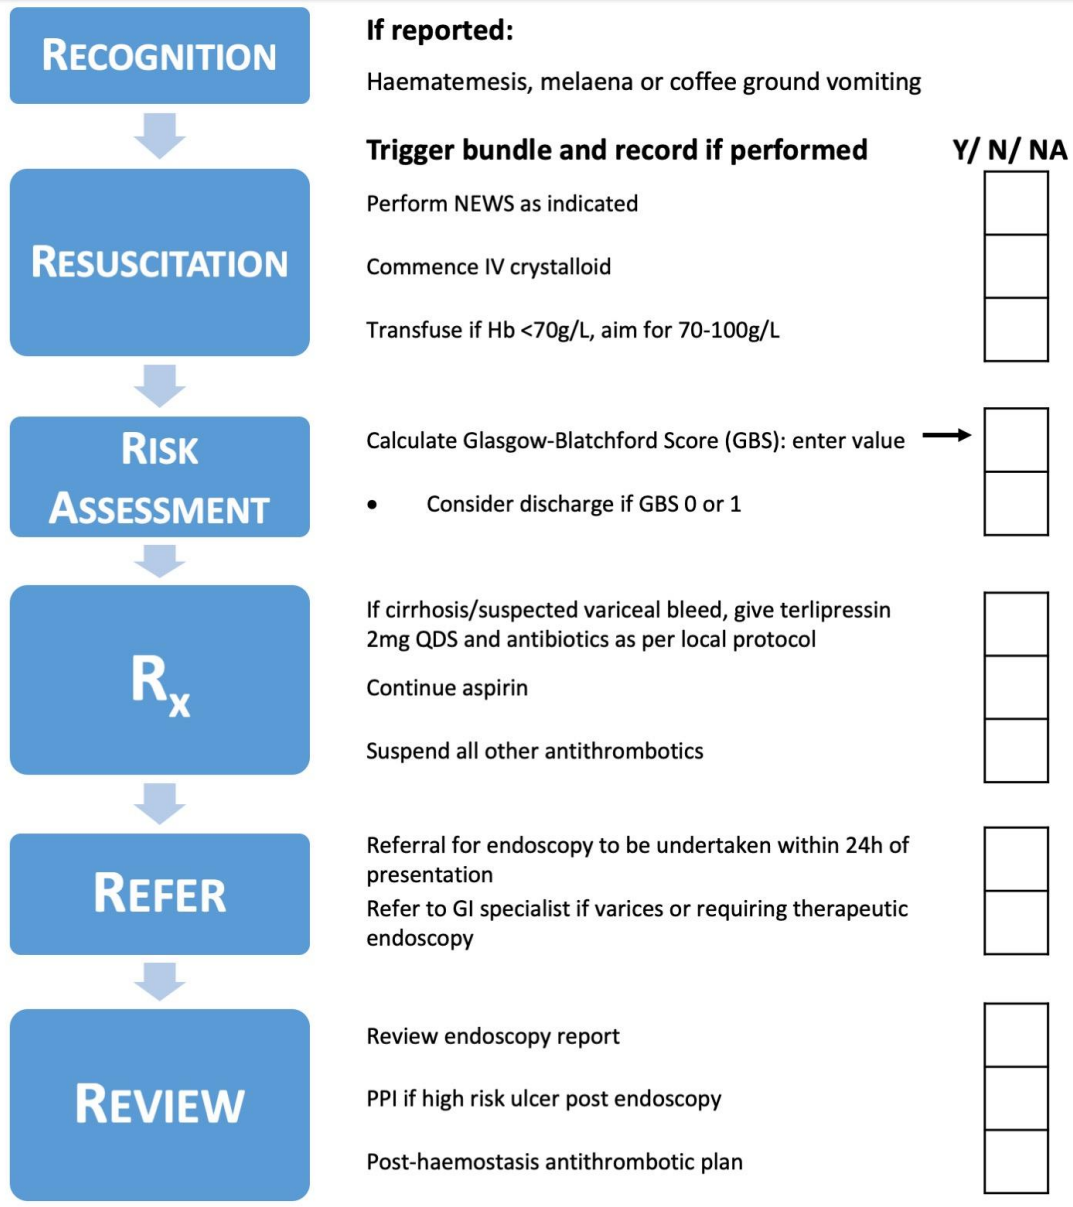 RECOGNITION
If reported:
Haematemesis, melaena or coffee ground vomiting
Trigger bundle and record if performed
Y/ N/ NA
RESUSCITATION
Perform NEWS as indicated
Commence IV crystalloid
Transfuse if Hb <70g/L, aim for 70-100g/L
RISK
ASSESSMENT
Calculate Glasgow-Blatchford Score (GBS): enter value
• Consider discharge if GBS 0 or 1
Rx
If cirrhosis/suspected variceal bleed, give terlipressin
2mg QDS and antibiotics as per local protocol
Continue aspirin
Suspend all other antithrombotics
REFER
Referral for endoscopy to be undertaken within 24h of
presentation
Refer to GI specialist if varices or requiring therapeutic
endoscopy
REVIEW
Review endoscopy report
PPI if high risk ulcer post endoscopy
Post-haemostasis antithrombotic plan